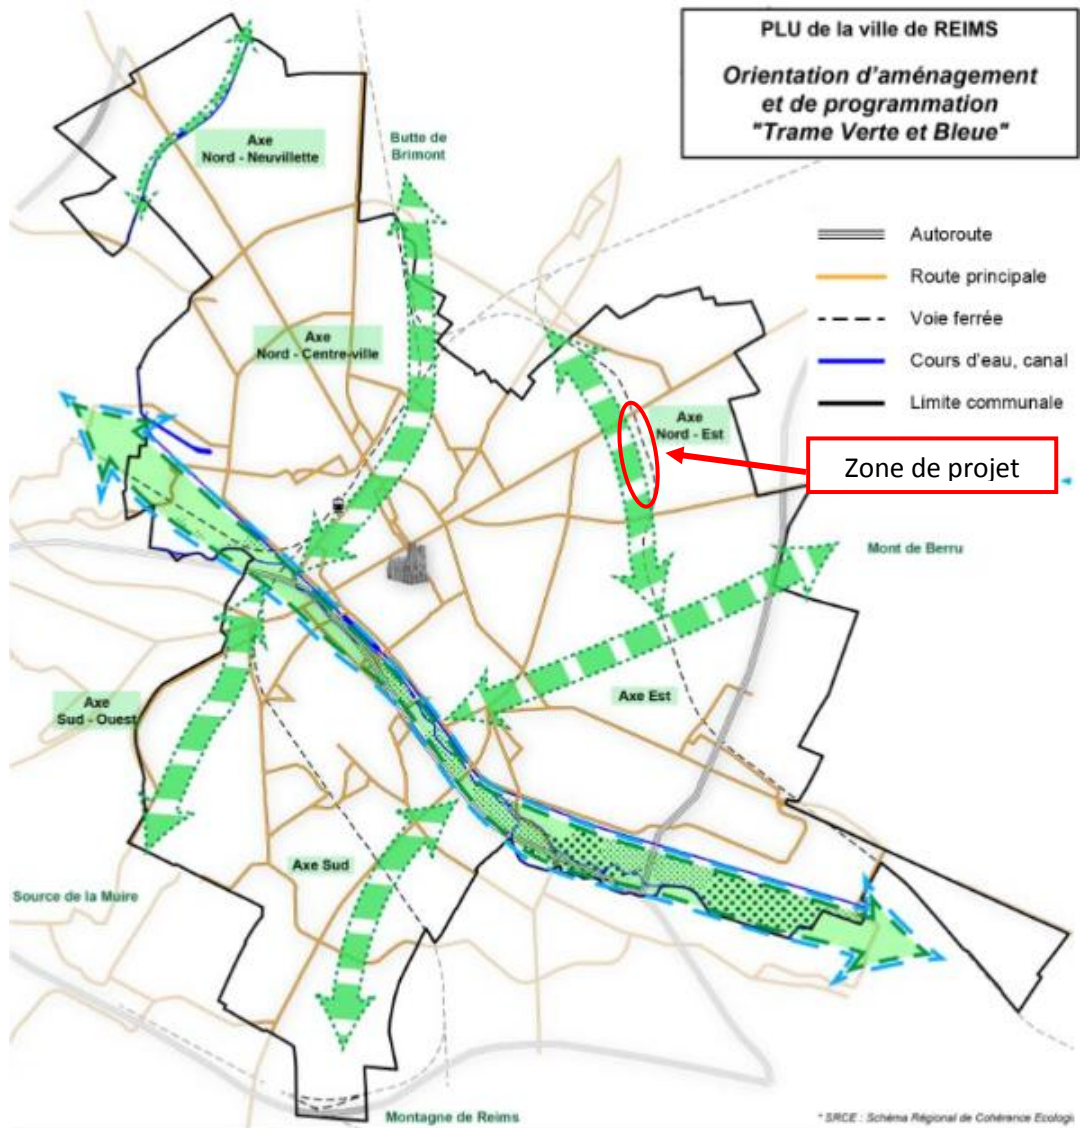 PLU de la ville de REIMS
Orientation d'aménagement
et de programmation
"Trame Verte et Bleue"
Axe
Nord - Neuvillette
Butte de
Brimont
Autoroute
Route principale
Voie ferrée
Cours d'eau, canal
Limite communale
Axe
Nord - Centre-ville
Axe
Nord - Est
Zone de projet
Mont de Berru
Axe
Sud - Ouest
Axe Est
Axe Sud
Source de la Muire
Montagne de Reims
* SRCE : Schéma Régional de Cohérence Ecologi